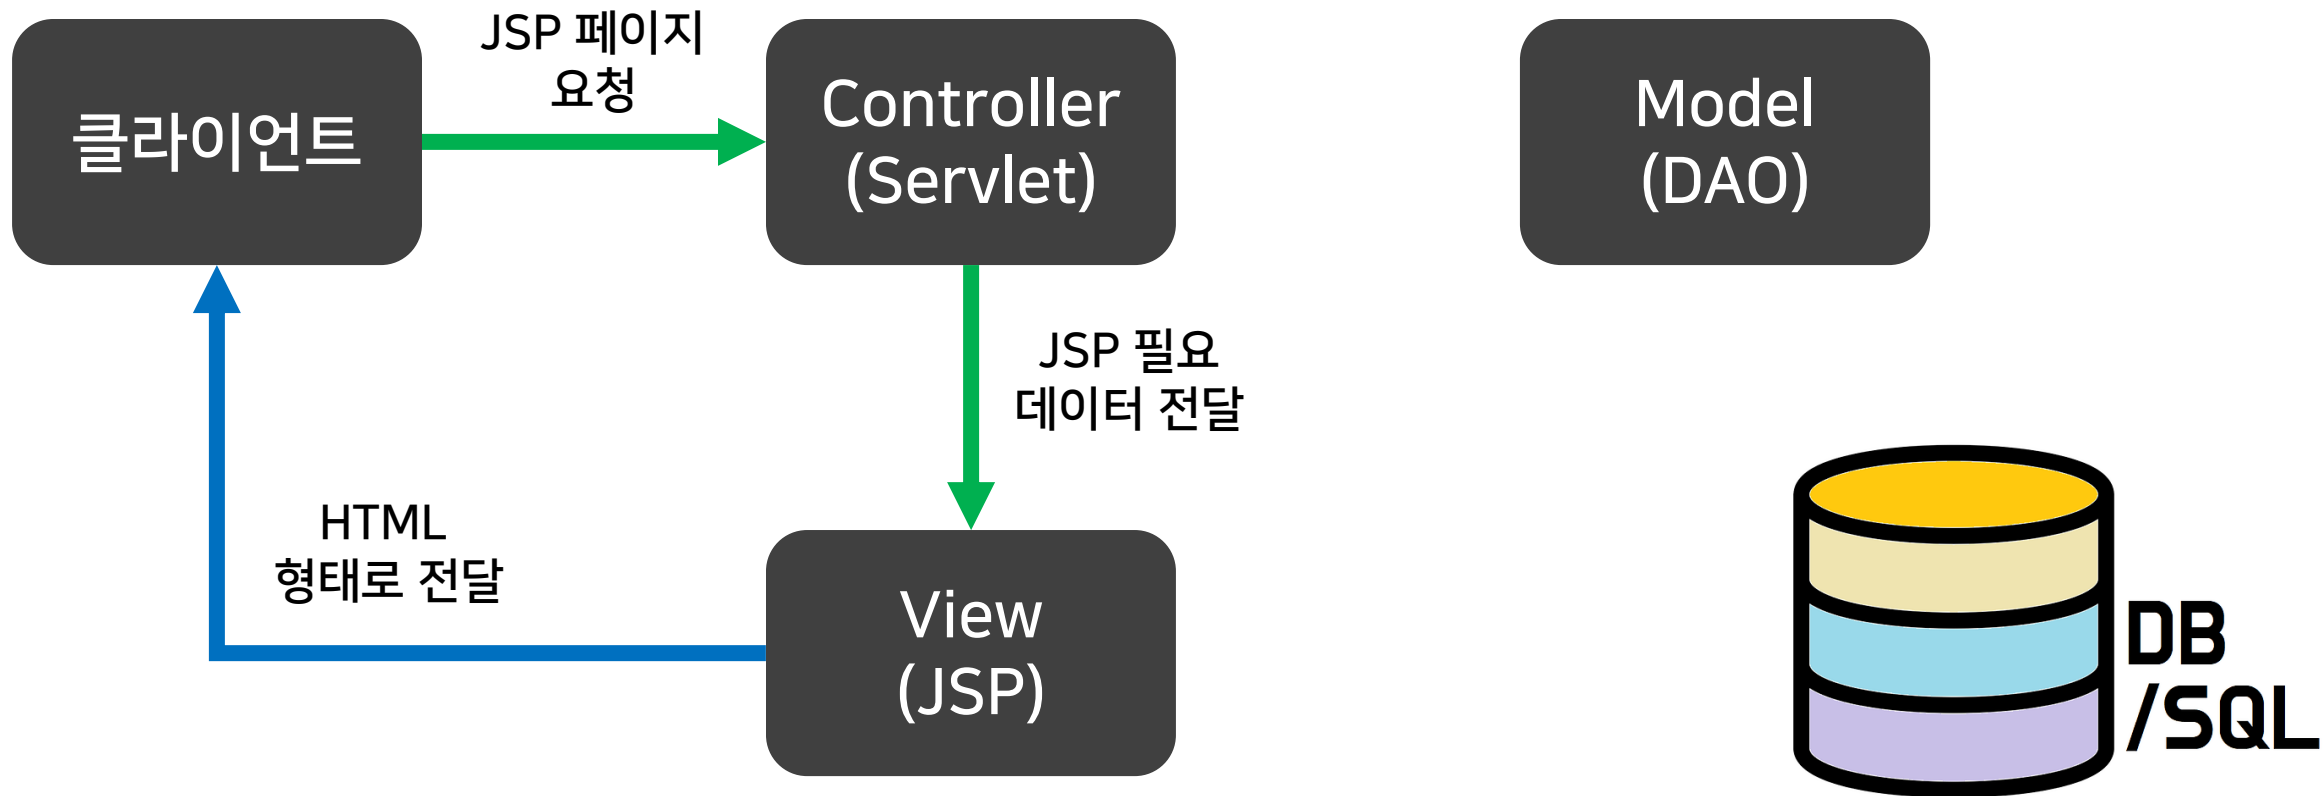 클라이언트
JSP 페이지
요청
Controller
(Servlet)
Model
(DAO)
JSP 필요
데이터 전달
HTML
형태로 전달
View
(JSP)
DB
/SQL